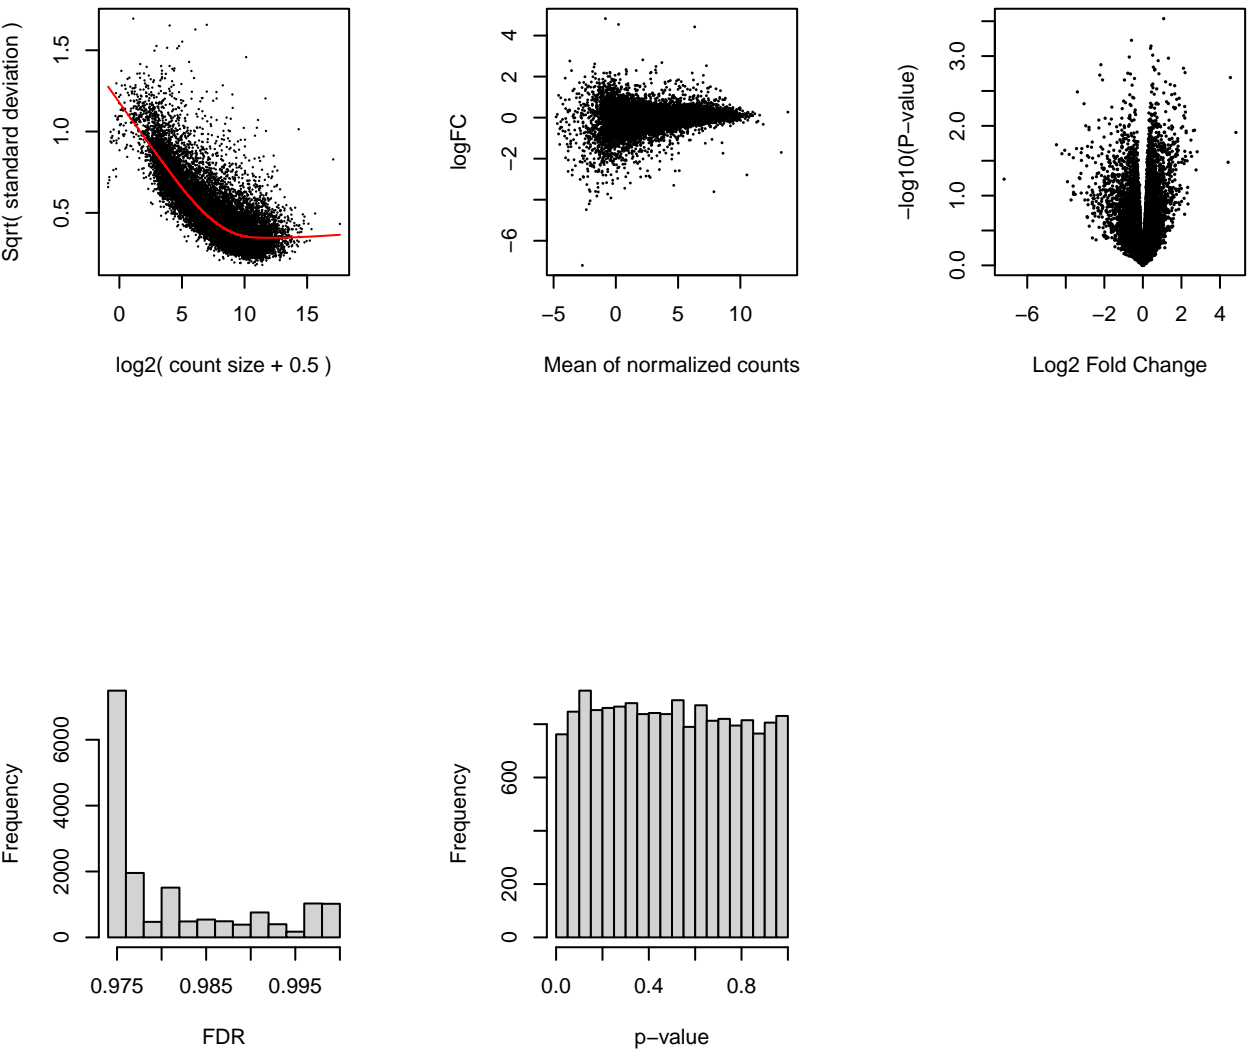 Sqrt( standard deviation )
0.5 1.0 1.5
0 5 10 15
log2( count size + 0.5 )
logFC
−6 −2 0 2 4
−5 0 5 10
Mean of normalized counts
−log10(P−value)
0.0 1.0 2.0 3.0
−6 −2 0 2 4
Log2 Fold Change
Frequency
0 2000 4000 6000
0.975 0.985 0.995
FDR
Frequency
0 200 600
0.0 0.4 0.8
p−value